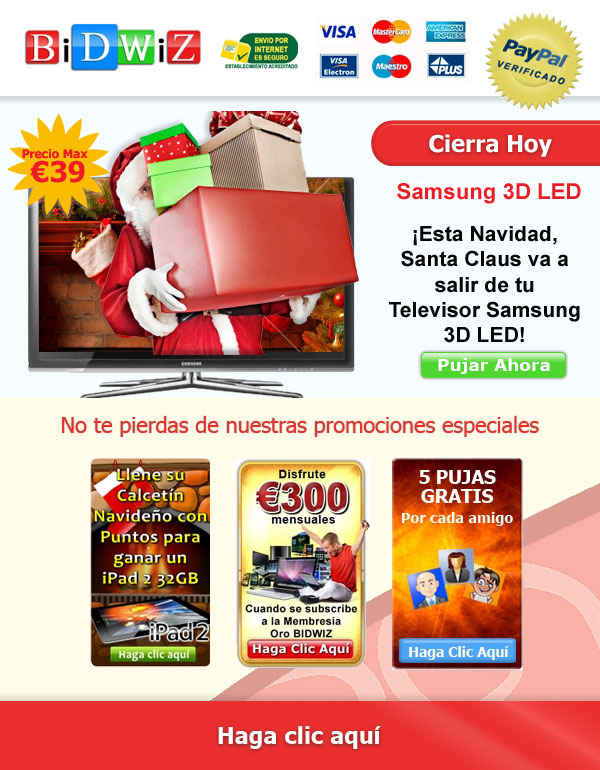 BiDWiZ
ENVIO POR
INTERNET
ES SEGURO
ESTABLECIMIENTO ACREDITADO
VISA
MasterCard
AMERICAN
EXPRESS
VISA
Electron
Maestro
PLUS
PayPal
VERIFICADO
Precio Max
€39
SAMSUNG
Cierra Hoy
Samsung 3D LED
¡Esta Navidad,
Santa Claus va a
salir de tu
Televisor Samsung
3D LED!
Pujar Ahora
No te pierdas de nuestras promociones especiales
Llene su
Calcetín
Navideño con
Puntos para
ganar un
iPad 2 32GB
iPad 2
Haga clic aquí
Disfrute
€300
mensuales
Cuando se subscribe
a la Membresía
Oro BIDWIZ
Haga Clic Aquí
5 PUJAS
GRATIS
Por cada amigo
Haga Clic Aquí
Haga clic aquí